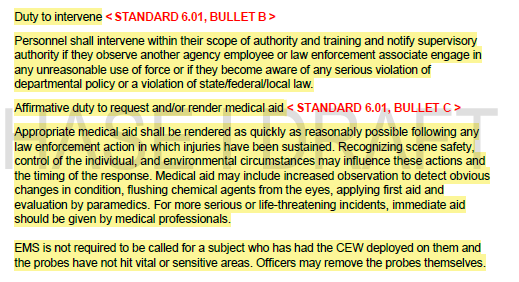 Duty to intervene < STANDARD 6.01, BULLET B >
Personnel shall intervene within their scope of authority and training and notify supervisory
authority if they observe another agency employee or law enforcement associate engage in
any unreasonable use of force or if they become aware of any serious violation of
departmental policy or a violation of state/federal/local law.
Affirmative duty to request and/or render medical aid < STANDARD 6.01, BULLET C >
Appropriate medical aid shall be rendered as quickly as reasonably possible following any
law enforcement action in which injuries have been sustained. Recognizing scene safety,
control of the individual, and environmental circumstances may influence these actions and
the timing of the response. Medical aid may include increased observation to detect obvious
changes in condition, flushing chemical agents from the eyes, applying first aid and
evaluation by paramedics. For more serious or life-threatening incidents, immediate aid
should be given by medical professionals.
EMS is not required to be called for a subject who has had the CEW deployed on them and
the probes have not hit vital or sensitive areas. Officers may remove the probes themselves.
HASE I DRAFT